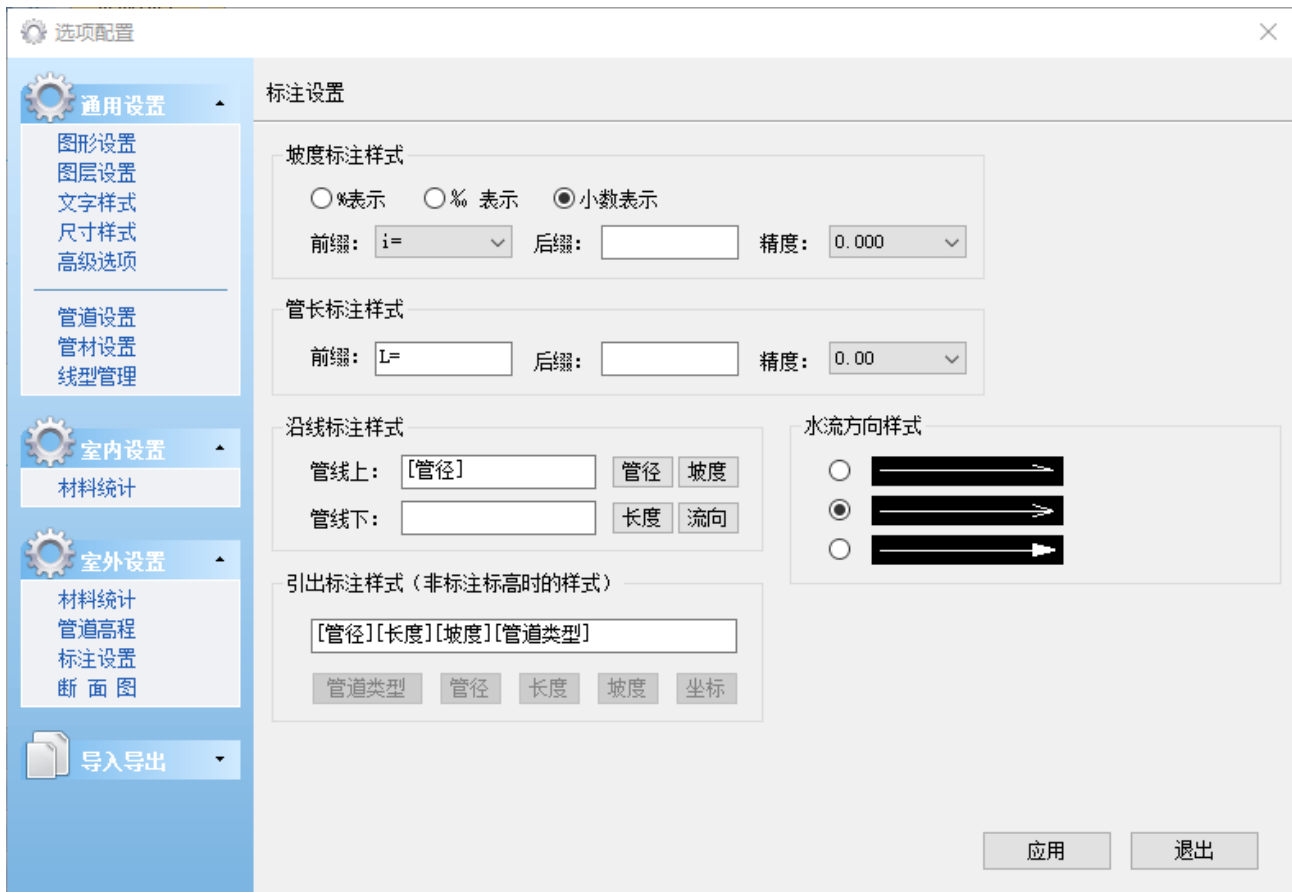 选项配置
通用设置
图形设置
图层设置
文字样式
尺寸样式
高级选项
管道设置
管材设置
线型管理
室内设置
材料统计
室外设置
材料统计
管道高程
标注设置
断 面 图
导入导出
标注设置
坡度标注样式
%表示 ‰ 表示 小数表示
前缀： i= 后缀： 精度： 0.000
管长标注样式
前缀： L= 后缀： 精度： 0.00
沿线标注样式
管线上： [管径] 管径 坡度
管线下： 长度 流向
水流方向样式
引出标注样式（非标注标高时的样式）
[管径][长度][坡度][管道类型]
管道类型 管径 长度 坡度 坐标
应用 退出